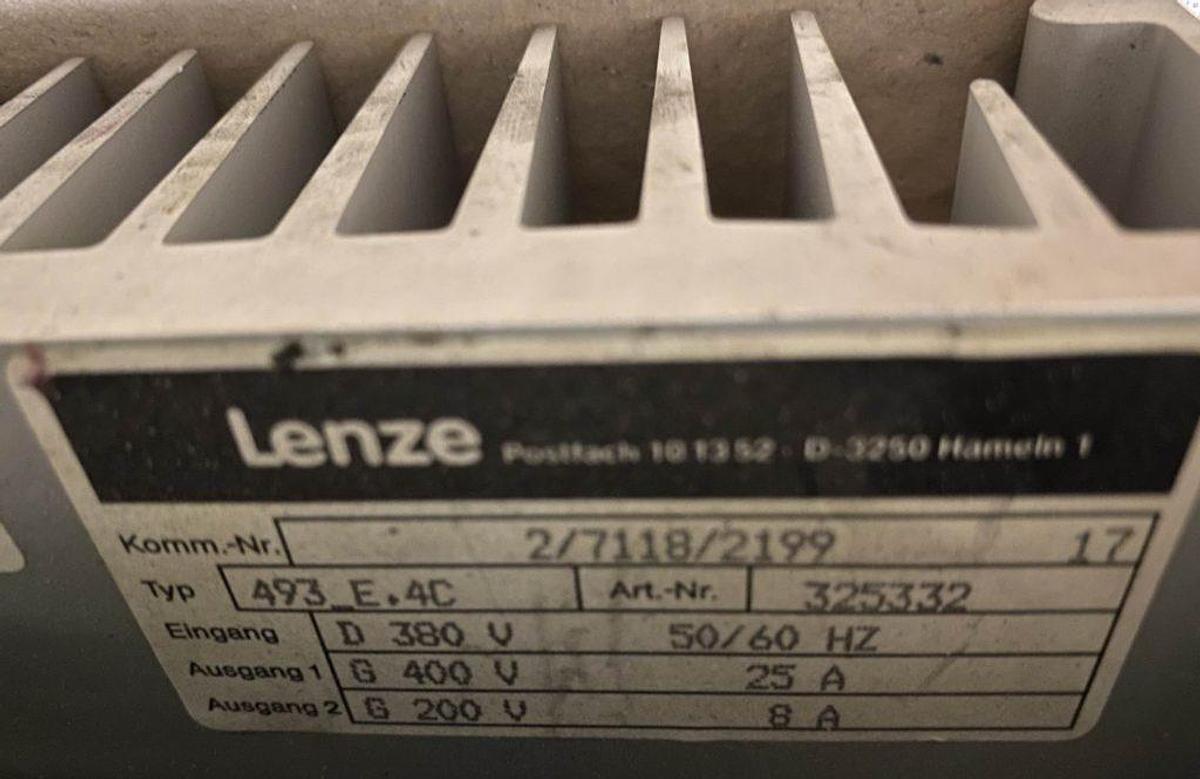 Lenze Postfach 10 13 52 · D-3250 Hameln 1
Komm.-Nr. 2/7118/2199 17
Typ 493_E.4C Art.-Nr. 325332
Eingang D 380 V 50/60 HZ
Ausgang 1 G 400 V 25 A
Ausgang 2 G 200 V 8 A